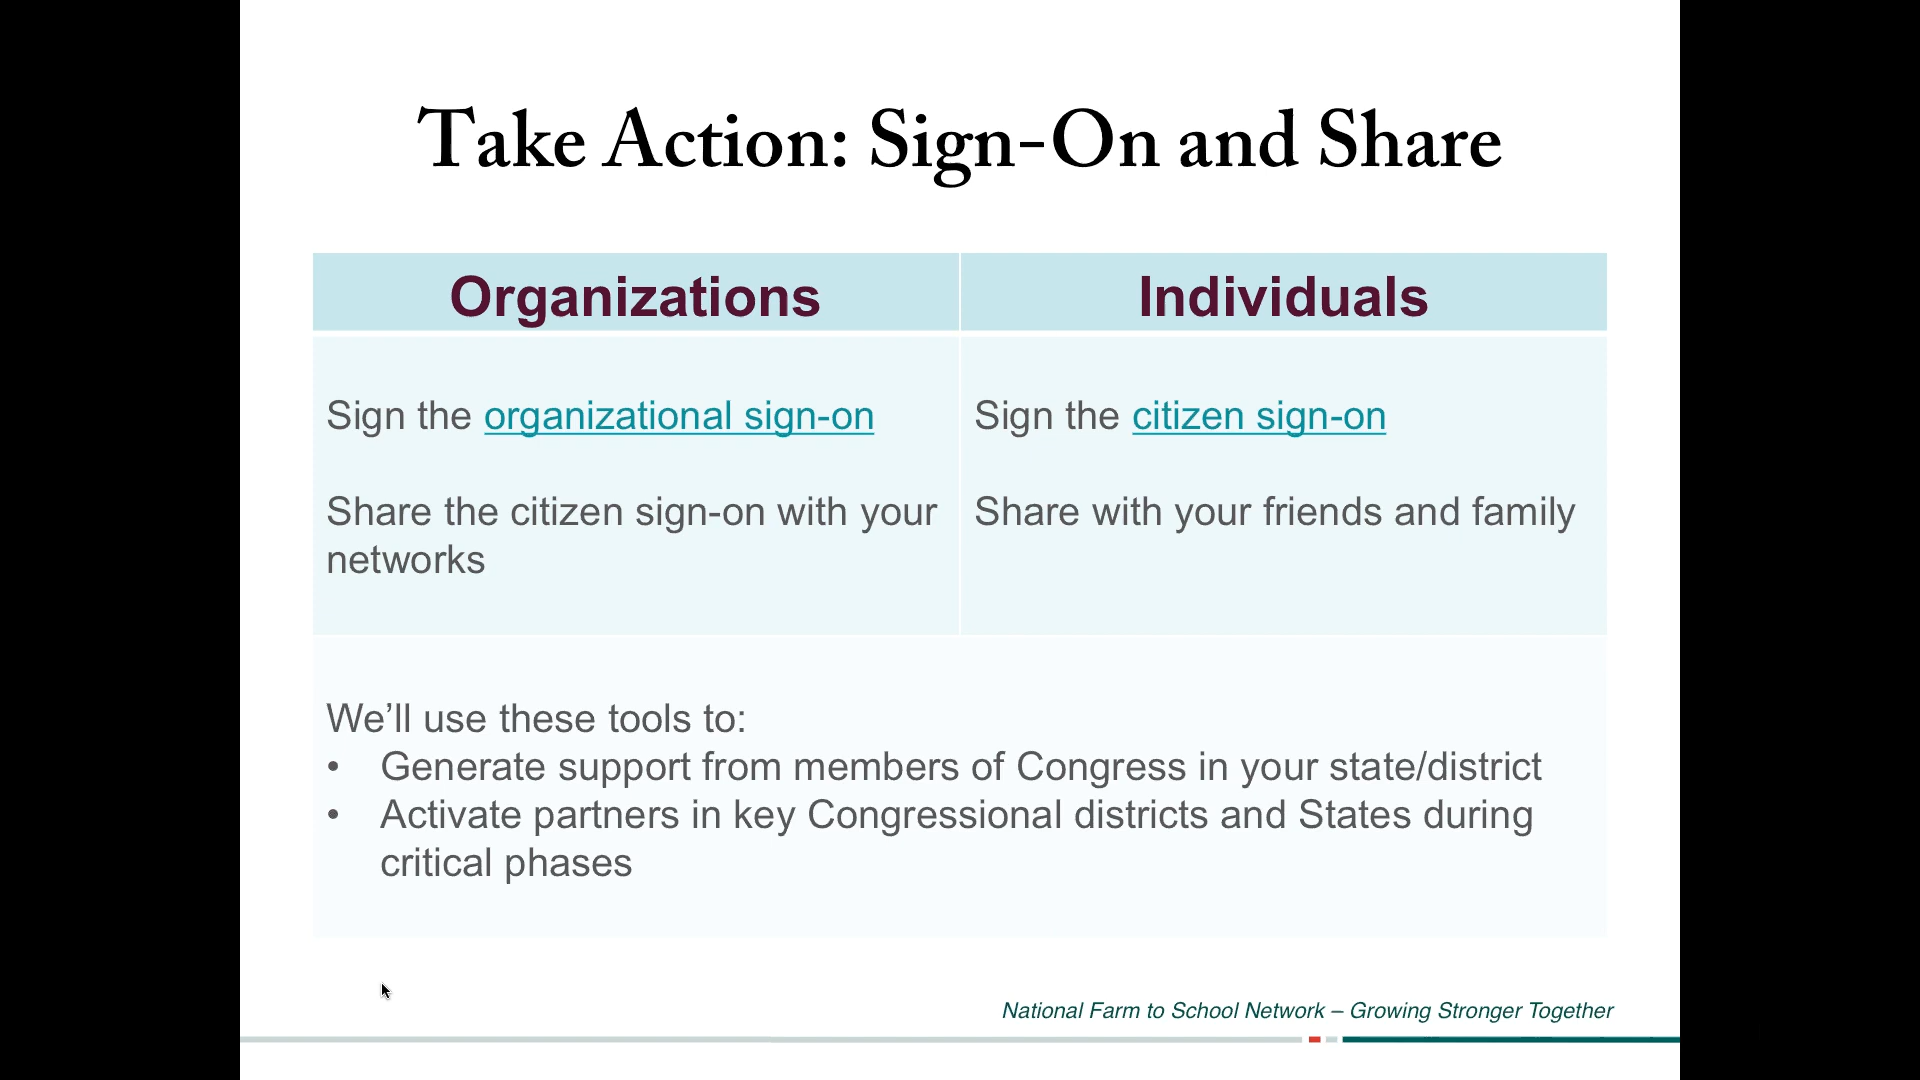 Take Action: Sign-On and Share
Organizations
Individuals
Sign the organizational sign-on
Share the citizen sign-on with your
networks
Sign the citizen sign-on
Share with your friends and family
We’ll use these tools to:
• Generate support from members of Congress in your state/district
• Activate partners in key Congressional districts and States during
critical phases
National Farm to School Network – Growing Stronger Together